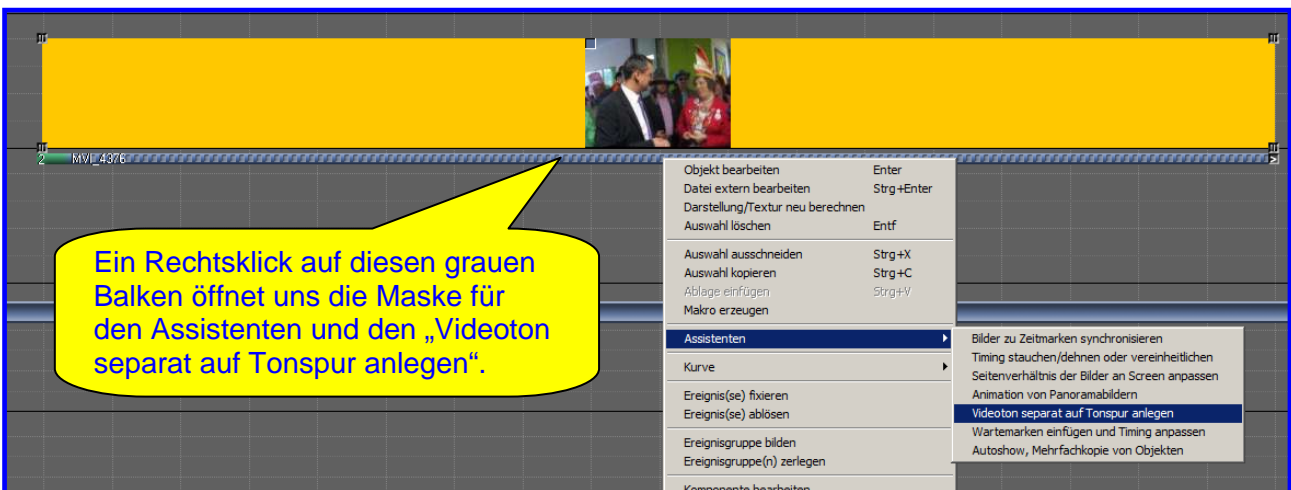 2 MVI_4376
Ein Rechtsklick auf diesen grauen
Balken öffnet uns die Maske für
den Assistenten und den „Videoton
separat auf Tonspur anlegen“.
Objekt bearbeiten Enter
Datei extern bearbeiten Strg+Enter
Darstellung/Textur neu berechnen
Auswahl löschen Entf
Auswahl ausschneiden Strg+X
Auswahl kopieren Strg+C
Ablage einfügen Strg+V
Makro erzeugen
Assistenten
Kurve
Ereignis(se) fixieren
Ereignis(se) ablösen
Ereignisgruppe bilden
Ereignisgruppe(n) zerlegen
Komponente bearbeiten
Bilder zu Zeitmarken synchronisieren
Timing stauchen/dehnen oder vereinheitlichen
Seitenverhältnis der Bilder an Screen anpassen
Animation von Panoramabildern
Videoton separat auf Tonspur anlegen
Wartemarken einfügen und Timing anpassen
Autoshow, Mehrfachkopie von Objekten